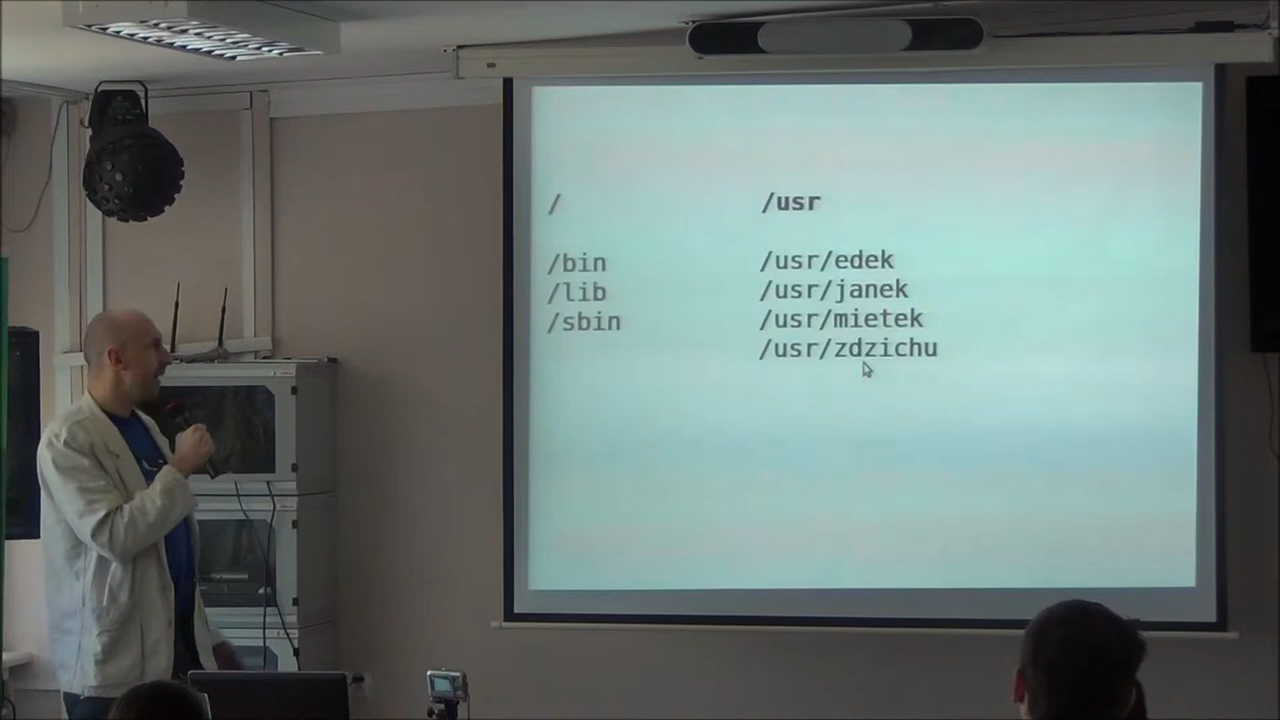 /
/bin
/lib
/sbin
/usr
/usr/edek
/usr/janek
/usr/mietek
/usr/zdzichu